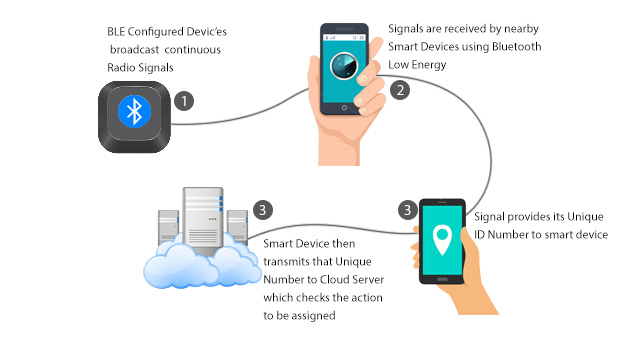 BLE Configured Devic'es
broadcast continuous
Radio Signals
1
Signals are received by nearby
Smart Devices using Bluetooth
Low Energy
2
3
Signal provides its Unique
ID Number to smart device
3
Smart Device then
transmits that Unique
Number to Cloud Server
which checks the action
to be assigned